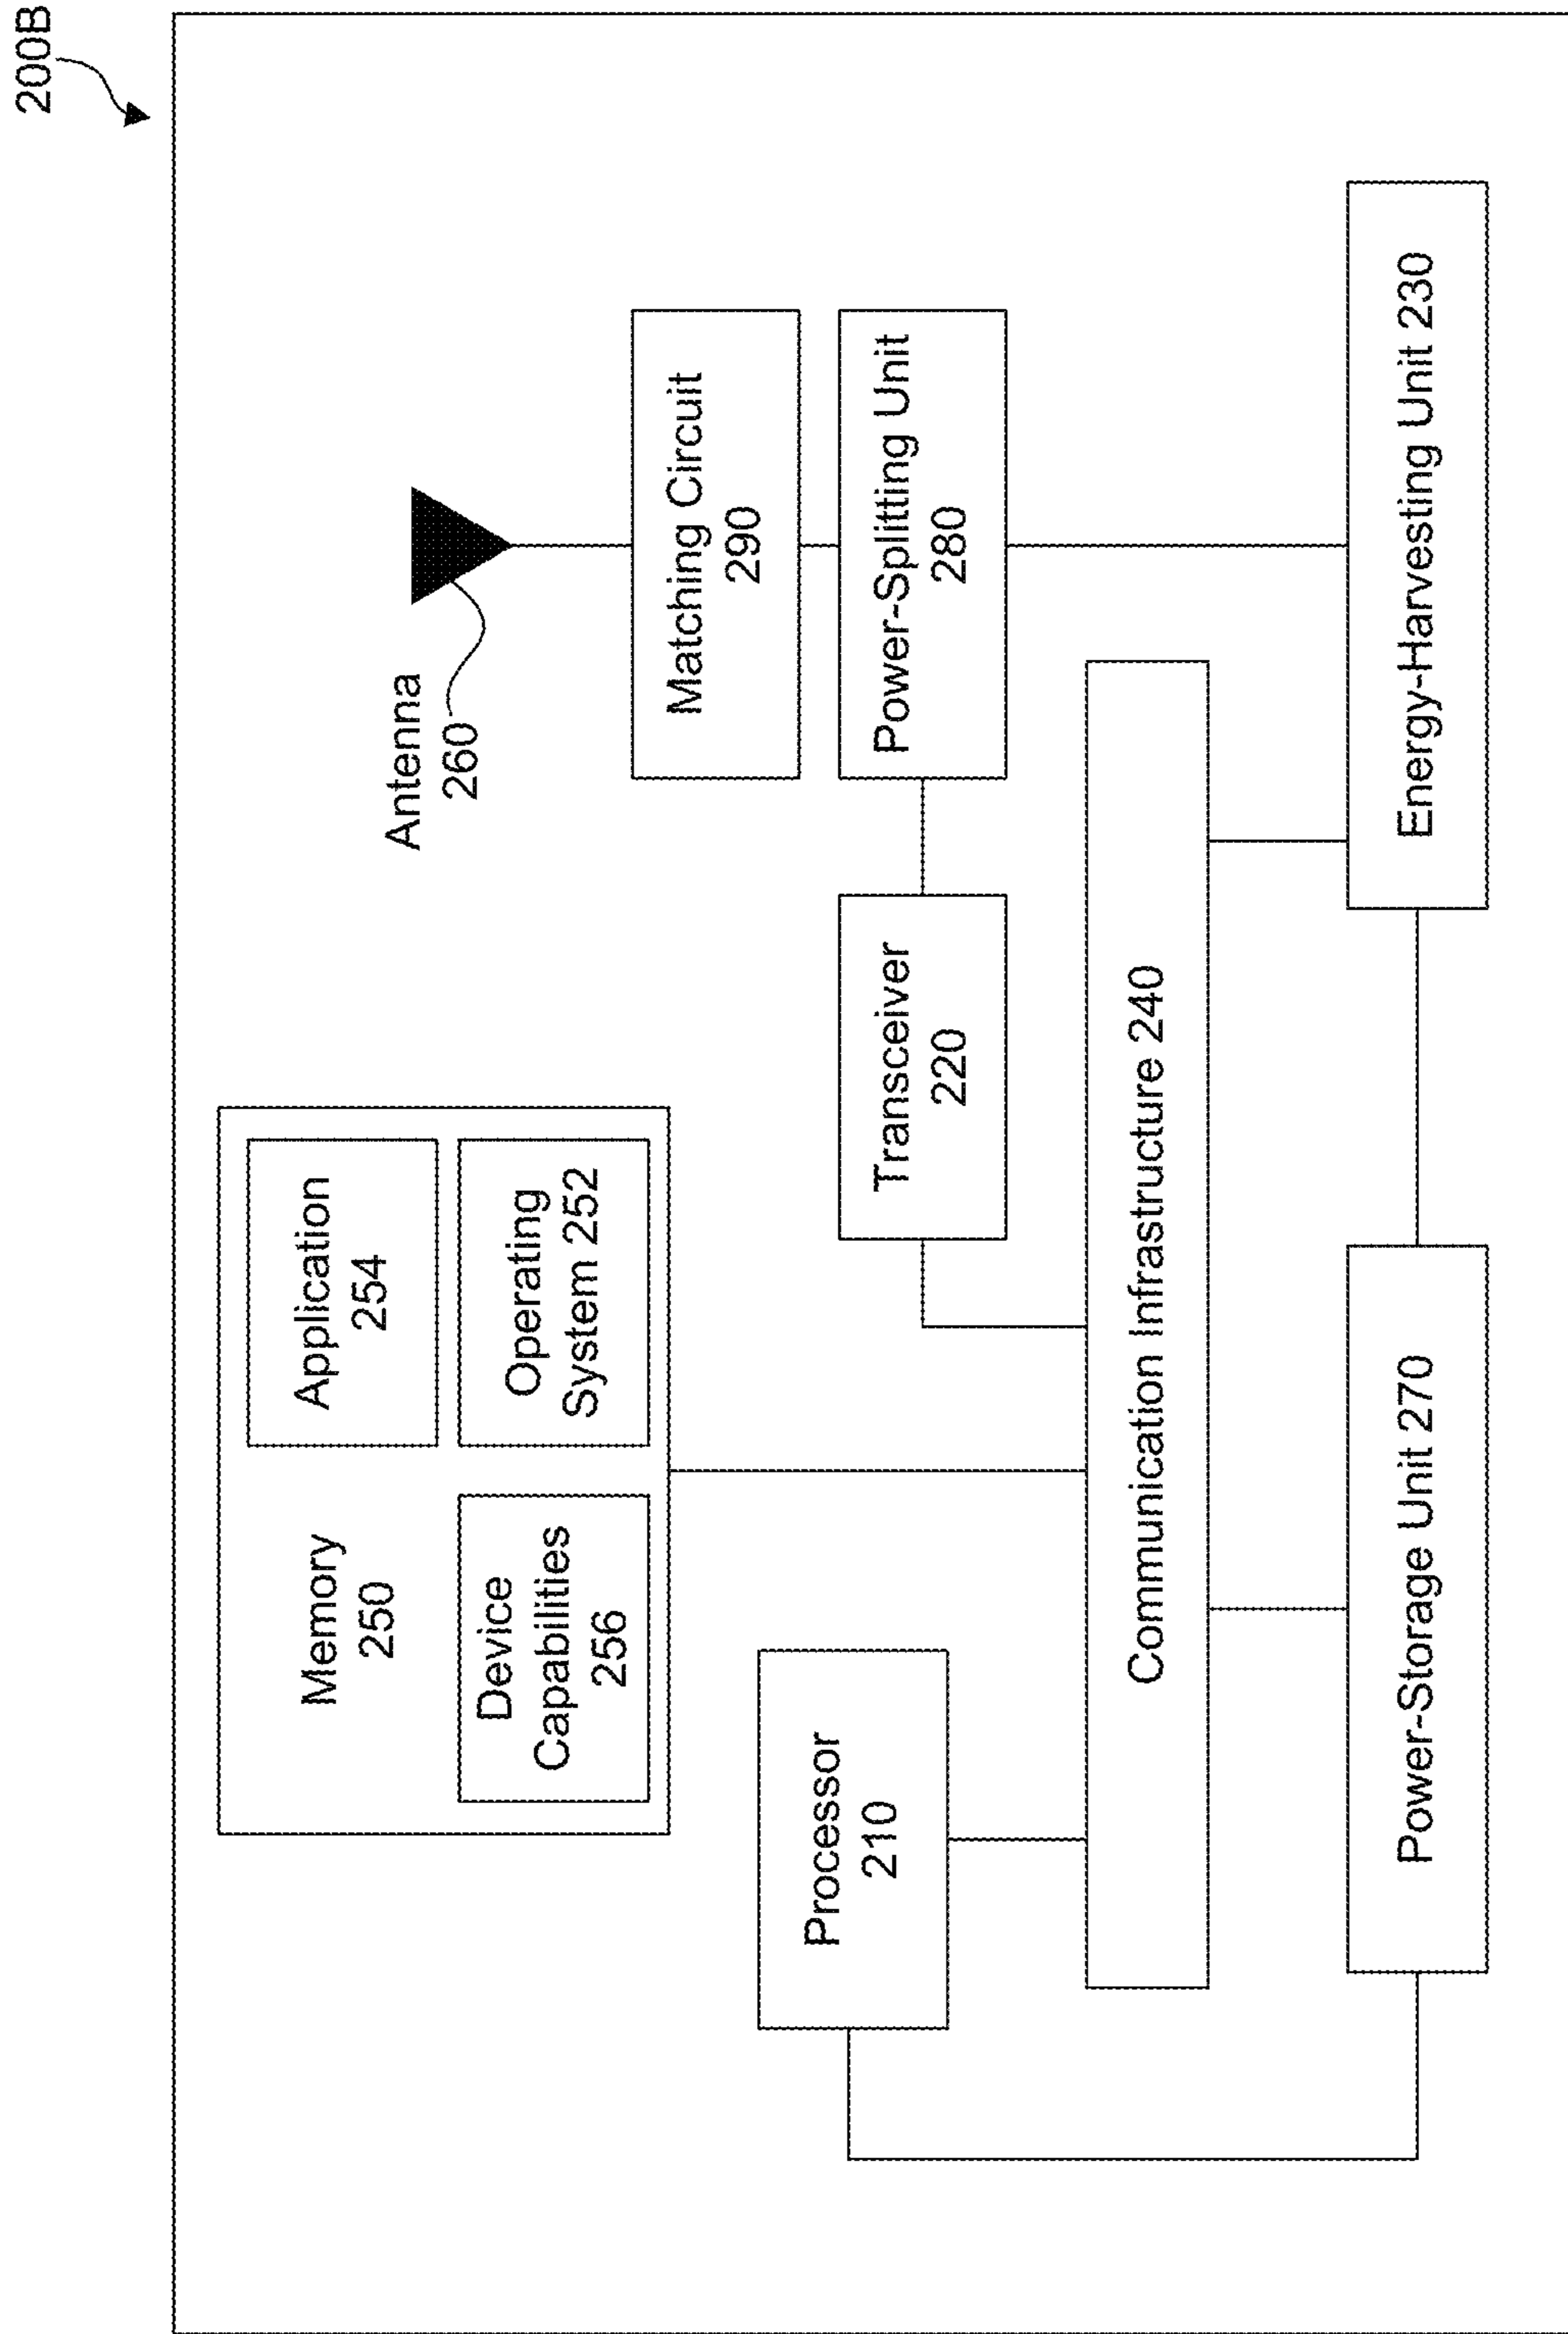 200B
Memory
250
Application
254
Device
Capabilities
256
Operating
System 252
Antenna
260
Matching Circuit
290
Processor
210
Transceiver
220
Power-Splitting Unit
280
Communication Infrastructure 240
Power-Storage Unit 270
Energy-Harvesting Unit 230